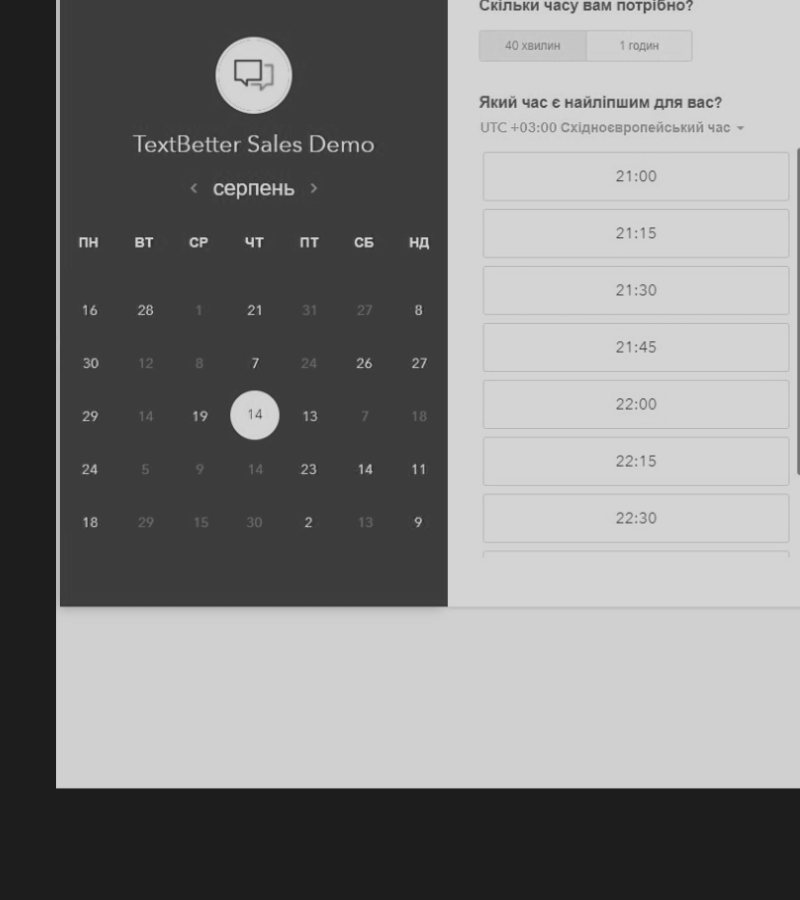 TextBetter Sales Demo
‹ серпень ›
ПН ВТ СР ЧТ ПТ СБ НД
16 28 1 21 31 27 8
30 12 8 7 24 26 27
29 14 19 14 13 7 18
24 5 9 14 23 14 11
18 29 15 30 2 13 9
Скільки часу вам потрібно?
40 хвилин 1 годин
Який час є найліпшим для вас?
UTC +03:00 Східноєвропейський час
21:00
21:15
21:30
21:45
22:00
22:15
22:30